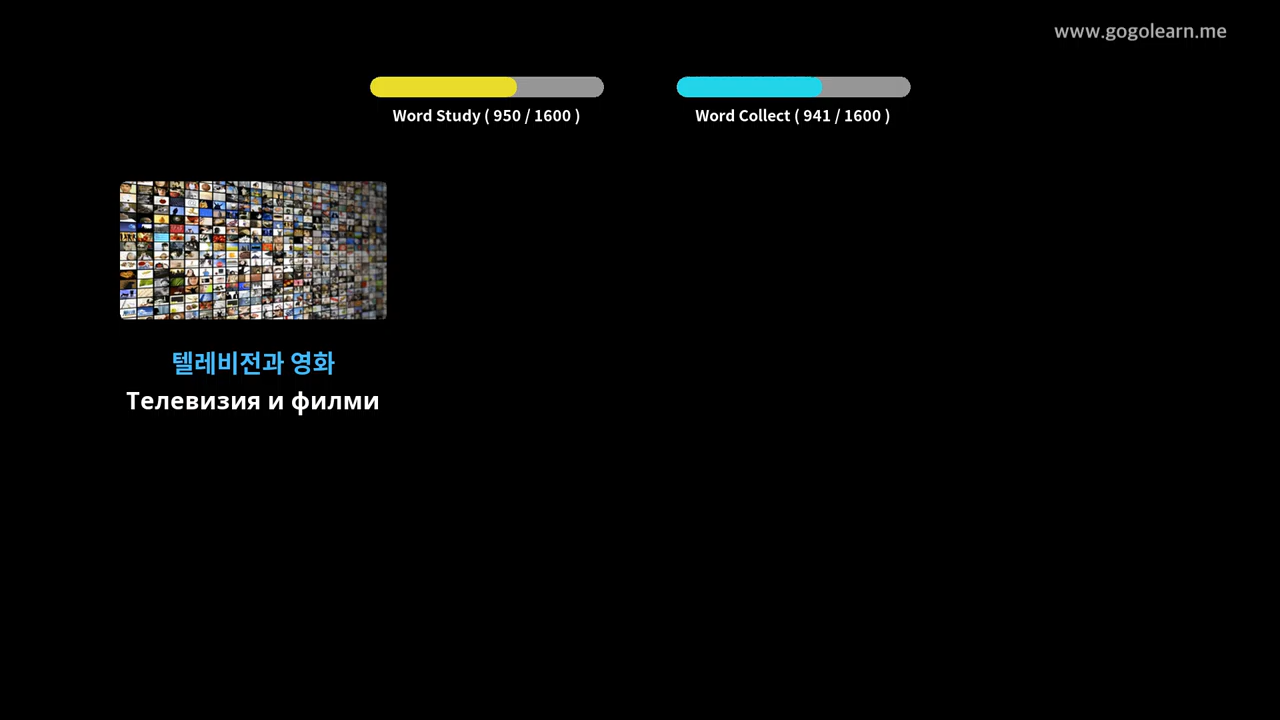 www.gogolearn.me
Word Study ( 950 / 1600 )
Word Collect ( 941 / 1600 )
텔레비전과 영화
Телевизия и филми